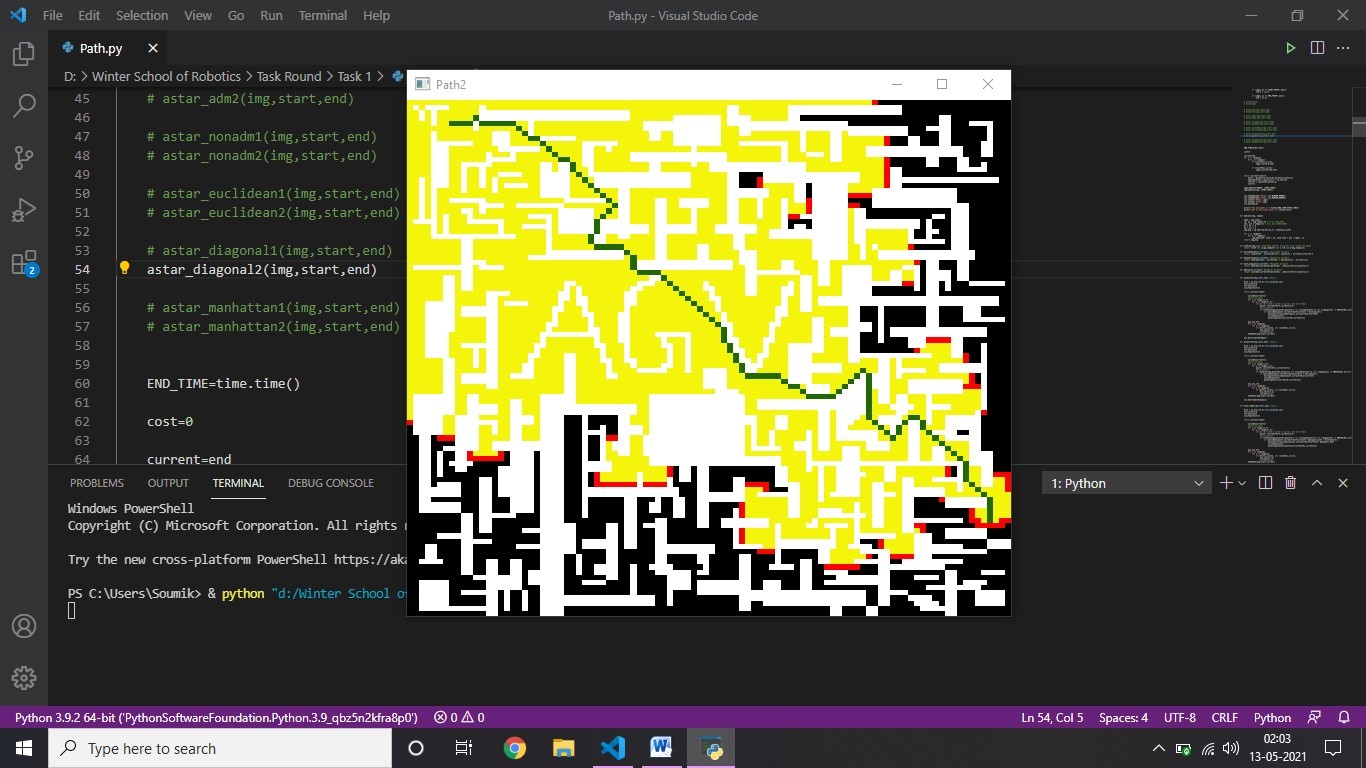 File Edit Selection View Go Run Terminal Help Path.py - Visual Studio Code
Path.py
D: > Winter School of Robotics > Task Round > Task 1 >
Path2
45 # astar_adm2(img,start,end)
46
47 # astar_nonadm1(img,start,end)
48 # astar_nonadm2(img,start,end)
49
50 # astar_euclidean1(img,start,end)
51 # astar_euclidean2(img,start,end)
52
53 # astar_diagonal1(img,start,end)
54 astar_diagonal2(img,start,end)
55
56 # astar_manhattan1(img,start,end)
57 # astar_manhattan2(img,start,end)
58
59
60 END_TIME=time.time()
61
62 cost=0
63
64 current=end
2
PROBLEMS OUTPUT TERMINAL DEBUG CONSOLE 1: Python
Windows PowerShell
Copyright (C) Microsoft Corporation. All rights
Try the new cross-platform PowerShell https://aka
PS C:\Users\Soumik> & python "d:/Winter School o
Python 3.9.2 64-bit ('PythonSoftwareFoundation.Python.3.9_qbz5n2kfra8p0') 0 0 Ln 54, Col 5 Spaces: 4 UTF-8 CRLF Python
Type here to search
02:03
13-05-2021